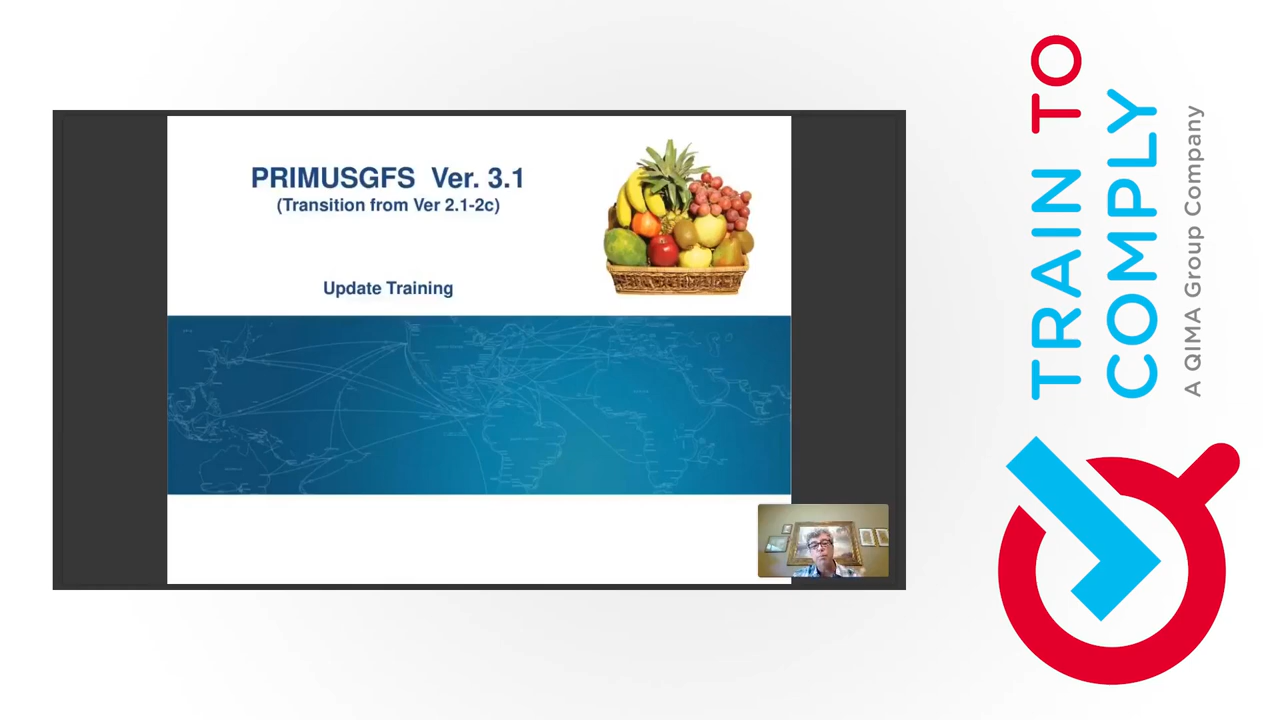 PRIMUSGFS Ver. 3.1
(Transition from Ver 2.1-2c)
Update Training
TRAIN TO
COMPLY
A QIMA Group Company